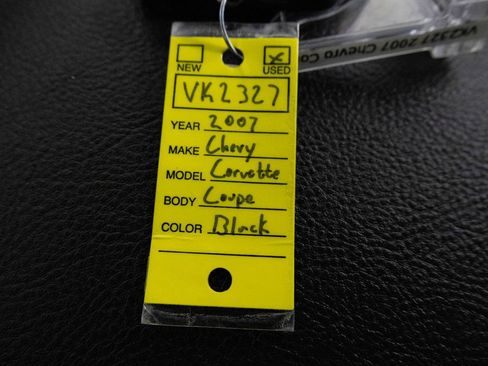 NEW USED
VK2327
YEAR 2007
MAKE Chevy
MODEL Corvette
BODY Coupe
COLOR Black
VK2327 2007 Chevro Co